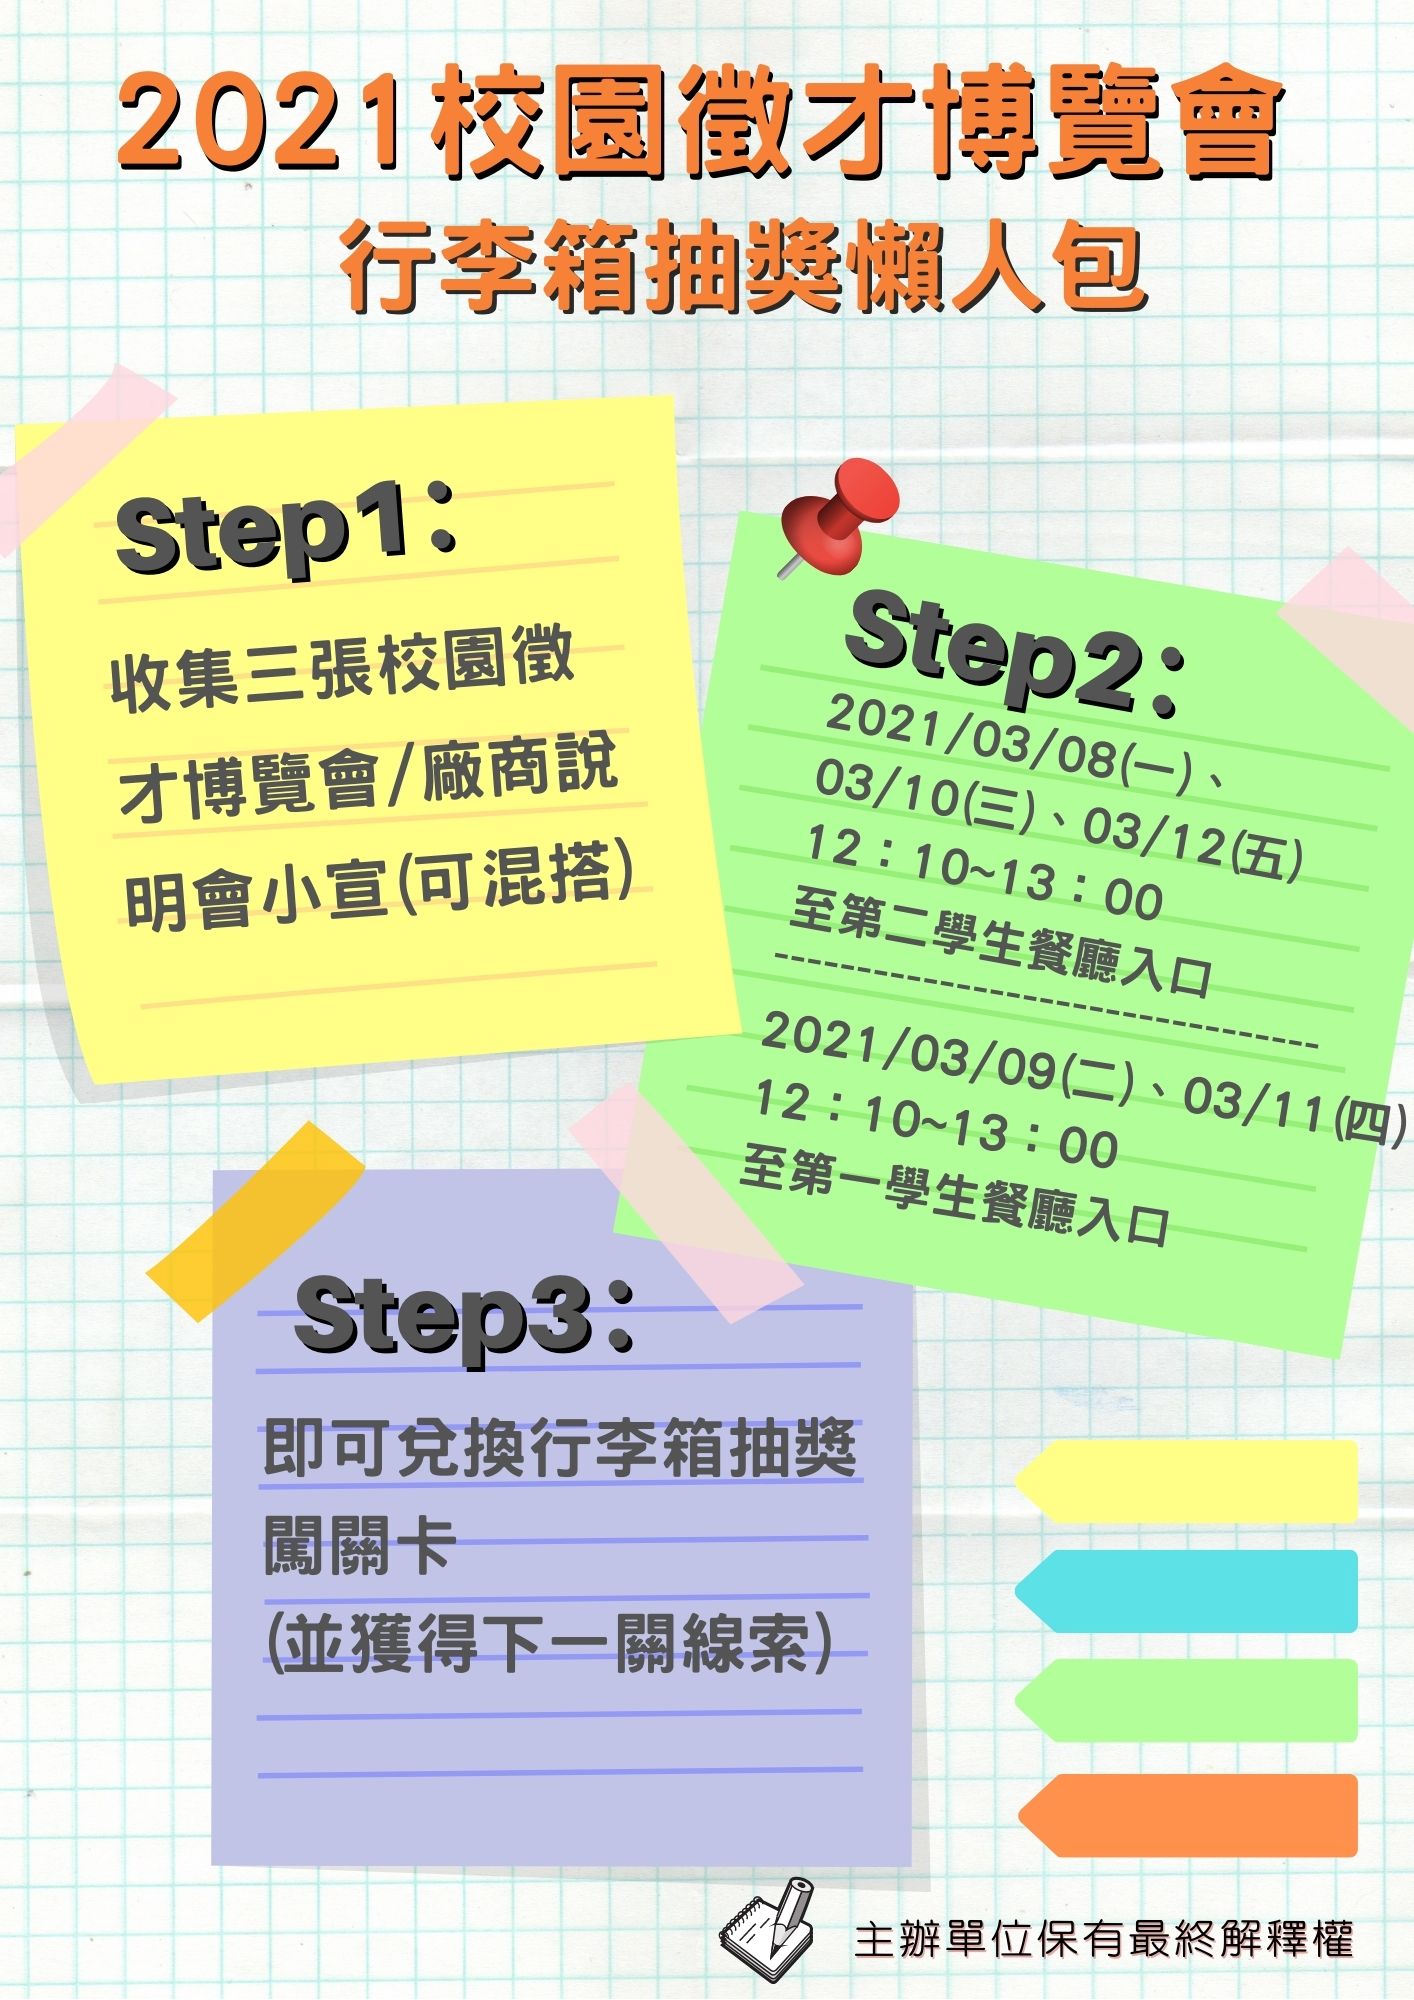 2021校園徵才博覽會
行李箱抽獎懶人包
Step1：
收集三張校園徵
才博覽會/廠商說
明會小宣(可混搭)
Step2：
2021/03/08(一)、
03/10(三)、03/12(五)
12：10~13：00
至第二學生餐廳入口
2021/03/09(二)、03/11(四)
12：10~13：00
至第一學生餐廳入口
Step3：
即可兌換行李箱抽獎
闖關卡
(並獲得下一關線索)
主辦單位保有最終解釋權